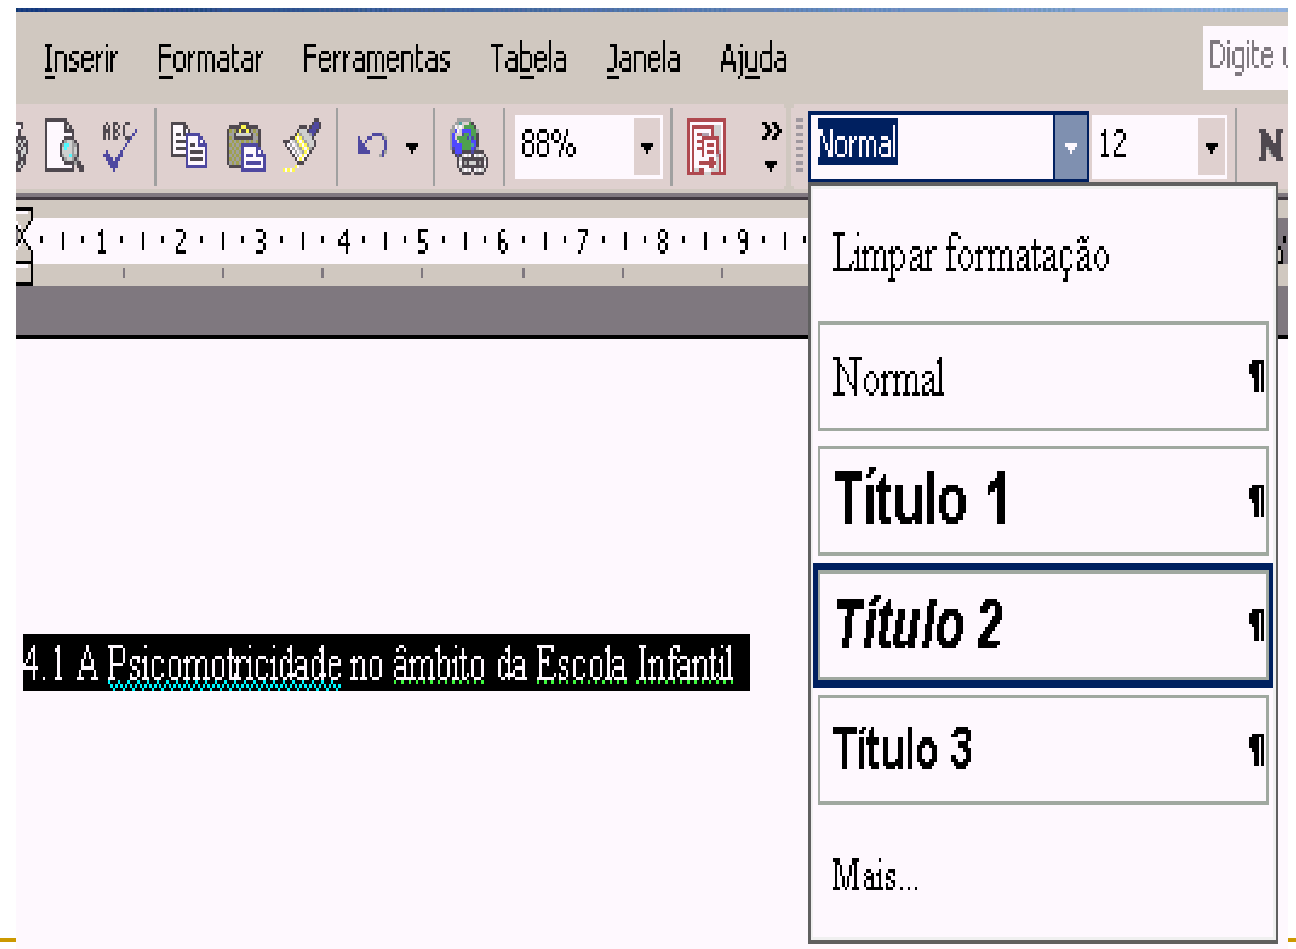 Inserir Formatar Ferramentas Tabela Janela Ajuda Digite
ABC 88% » Normal 12 N
1 2 3 4 5 6 7 8 9
Limpar formatação
Normal ¶
Título 1 ¶
Título 2 ¶
4.1 A Psicomotricidade no âmbito da Escola Infantil
Título 3 ¶
Mais...